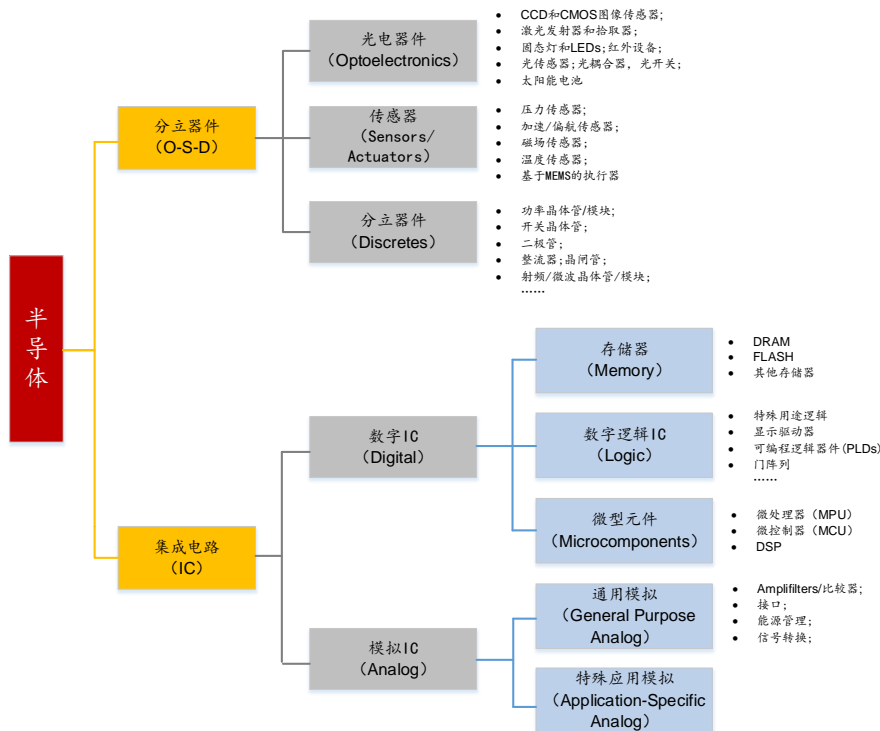 半
导
体
分立器件
（O-S-D）
光电器件
（Optoelectronics）
CCD和CMOS图像传感器;
激光发射器和拾取器;
固态灯和LEDs;红外设备;
光传感器;光耦合器，光开关;
太阳能电池
传感器
（Sensors/
Actuators）
压力传感器;
加速/偏航传感器;
磁场传感器;
温度传感器;
基于MEMS的执行器
分立器件
（Discretes）
功率晶体管/模块;
开关晶体管;
二极管;
整流器;晶闸管;
射频/微波晶体管/模块;
……
集成电路
（IC）
数字IC
（Digital）
存储器
（Memory）
DRAM
FLASH
其他存储器
数字逻辑IC
（Logic）
特殊用途逻辑
显示驱动器
可编程逻辑器件(PLDs)
门阵列
……
微型元件
（Microcomponents）
微处理器（MPU）
微控制器（MCU）
DSP
模拟IC
（Analog）
通用模拟
（General Purpose
Analog）
Amplifilters/比较器;
接口;
能源管理;
信号转换;
特殊应用模拟
（Application-Specific
Analog）